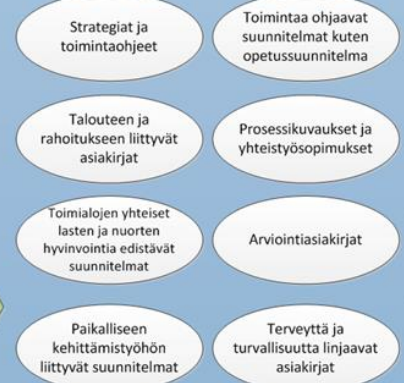 Strategiat ja
toimintaohjeet
Toimintaa ohjaavat
suunnitelmat kuten
opetussuunnitelma
Talouteen ja
rahoitukseen liittyvät
asiakirjat
Prosessikuvaukset ja
yhteistyösopimukset
Toimialojen yhteiset
lasten ja nuorten
hyvinvointia edistävät
suunnitelmat
Arviointiasiakirjat
Paikalliseen
kehittämistyöhön
liittyvät suunnitelmat
Terveyttä ja
turvallisuutta linjaavat
asiakirjat